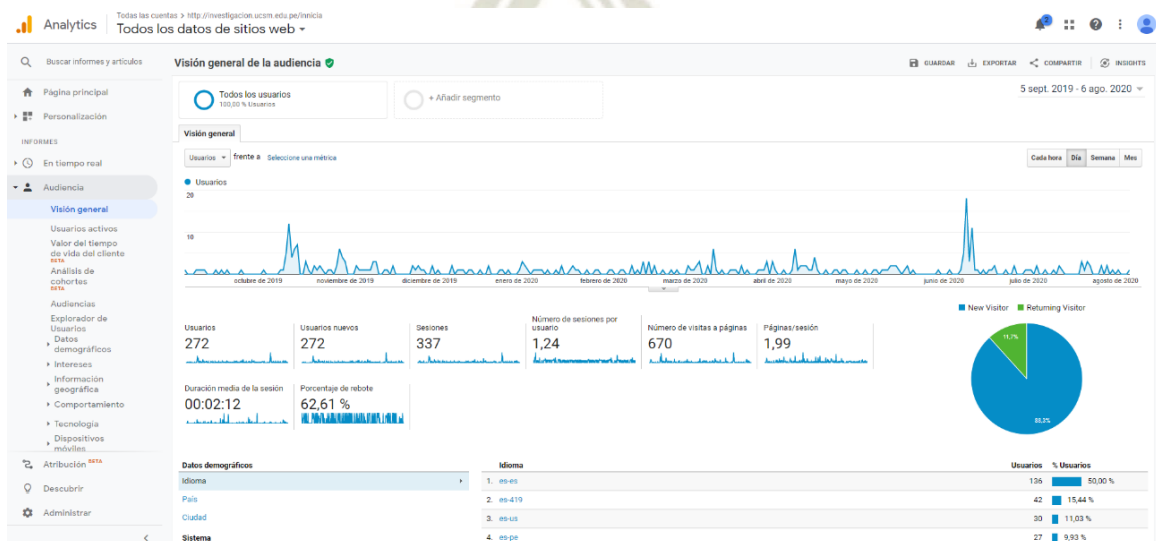 Analytics
Todas las cuentas > http://investigacion.ucsm.edu.pe/innicia
Todos los datos de sitios web
2
Buscar informes y artículos
Visión general de la audiencia
GUARDAR
EXPORTAR
COMPARTIR
INSIGHTS
Página principal
Personalización
INFORMES
En tiempo real
Audiencia
Visión general
Usuarios activos
Valor del tiempo
de vida del cliente
BETA
Análisis de
cohortes
BETA
Audiencias
Explorador de
Usuarios
Datos
demográficos
Intereses
Información
geográfica
Comportamiento
Tecnología
Dispositivos
móviles
Atribución BETA
Descubrir
Administrar
Todos los usuarios
100,00 % Usuarios
+ Añadir segmento
5 sept. 2019 - 6 ago. 2020
Visión general
Usuarios frente a Seleccione una métrica
Cada hora Día Semana Mes
Usuarios
20
10
octubre de 2019 noviembre de 2019 diciembre de 2019 enero de 2020 febrero de 2020 marzo de 2020 abril de 2020 mayo de 2020 junio de 2020 julio de 2020 agosto de 2020
New Visitor Returning Visitor
Usuarios
272
Usuarios nuevos
272
Sesiones
337
Número de sesiones por
usuario
1,24
Número de visitas a páginas
670
Páginas/sesión
1,99
Duración media de la sesión
00:02:12
Porcentaje de rebote
62,61 %
11,7%
88,3%
Datos demográficos
Idioma
País
Ciudad
Sistema
Idioma Usuarios % Usuarios
1. es-es 136 50,00 %
2. es-419 42 15,44 %
3. es-us 30 11,03 %
4. es-pe 27 9,93 %